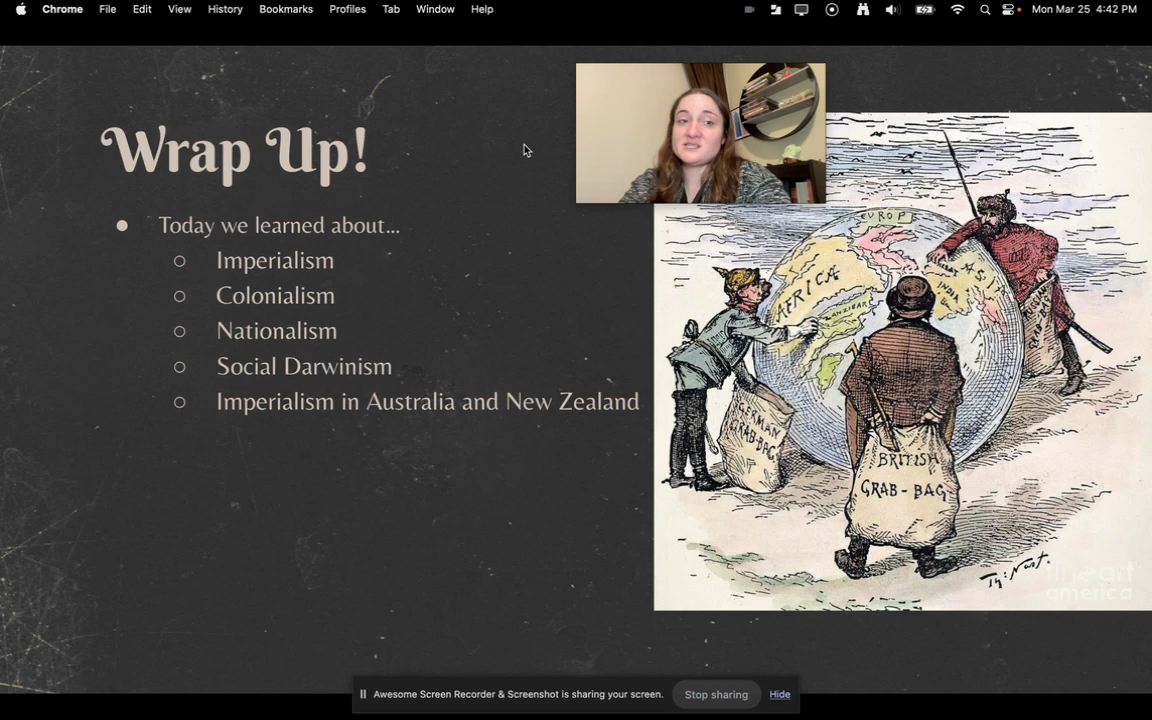 Chrome File Edit View History Bookmarks Profiles Tab Window Help Mon Mar 25 4:42 PM
Wrap Up!
Today we learned about...
Imperialism
Colonialism
Nationalism
Social Darwinism
Imperialism in Australia and New Zealand
EUROP
AFRICA
ASI
INDIA
ZANZIBAR
GERMAN
GRAB-BAG
BRITISH
GRAB-BAG
Th: Nast.
fine art
america
Awesome Screen Recorder & Screenshot is sharing your screen. Stop sharing Hide